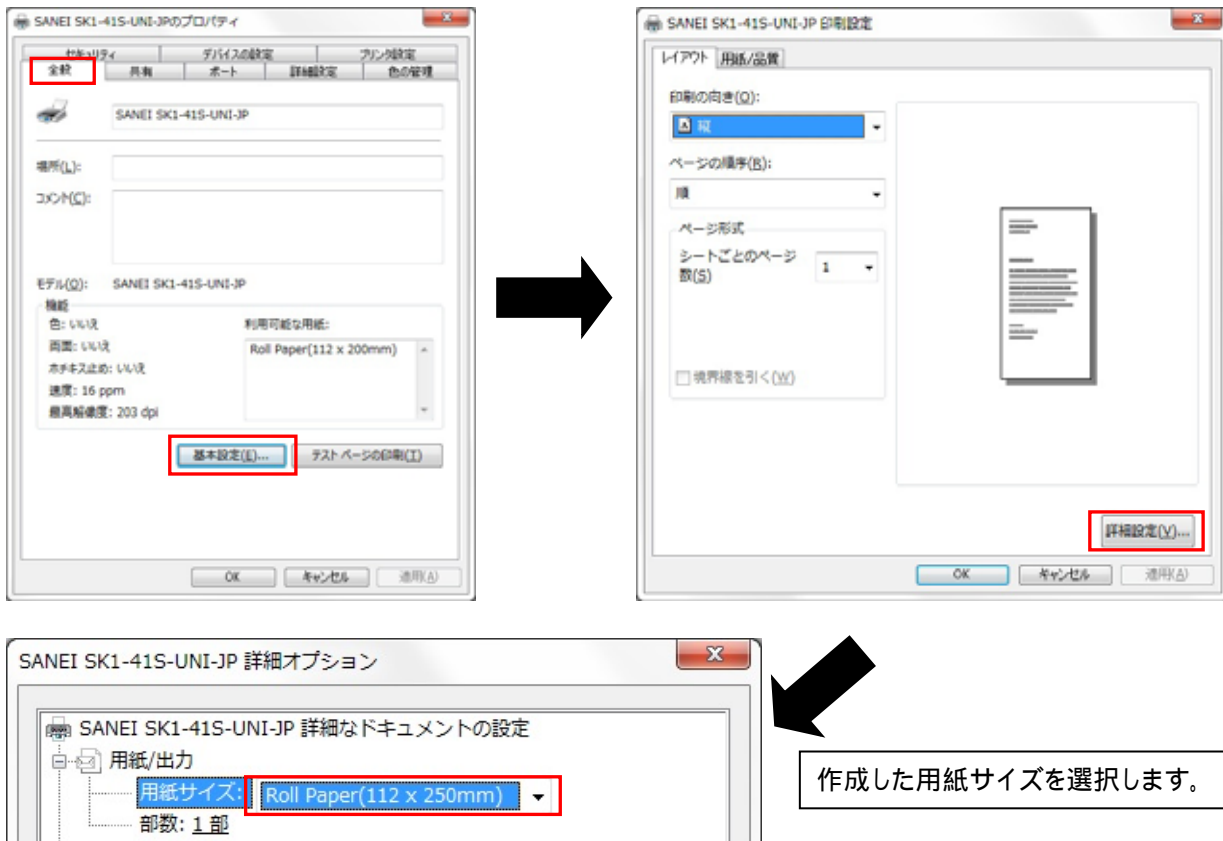 SANEI SK1-41S-UNI-JPのプロパティ
セキュリティ デバイスの設定 プリンタ設定
全般 共有 ポート 詳細設定 色の管理
SANEI SK1-41S-UNI-JP
場所(L):
コメント(C):
モデル(O): SANEI SK1-41S-UNI-JP
機能
色: いいえ 利用可能な用紙:
両面: いいえ Roll Paper(112 x 200mm)
ホチキス止め: いいえ
速度: 16 ppm
最高解像度: 203 dpi
基本設定(E)... テスト ページの印刷(T)
OK キャンセル 適用(A)
SANEI SK1-41S-UNI-JP 印刷設定
レイアウト 用紙/品質
印刷の向き(O):
縦
ページの順序(R):
順
ページ形式
シートごとのページ
数(S) 1
境界線を引く(W)
詳細設定(V)...
OK キャンセル 適用(A)
SANEI SK1-41S-UNI-JP 詳細オプション
SANEI SK1-41S-UNI-JP 詳細なドキュメントの設定
用紙/出力
用紙サイズ: Roll Paper(112 x 250mm)
部数: 1 部
作成した用紙サイズを選択します。